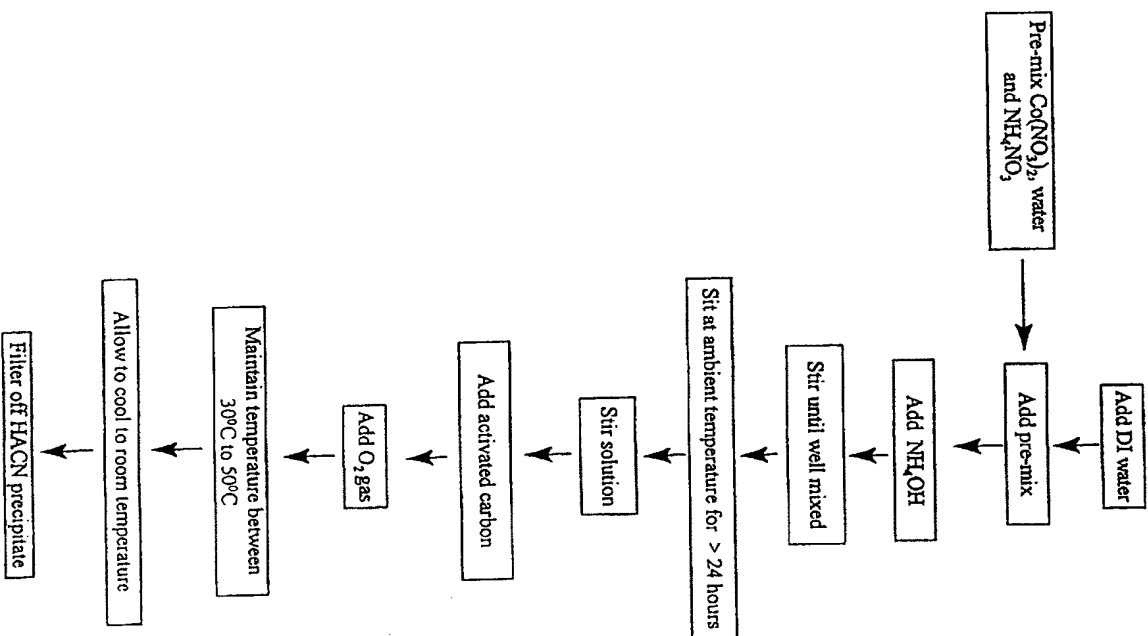 Add DI water
Pre-mix Co(NO₃)₂, water
and NH₄NO₃
Add pre-mix
Add NH₄OH
Stir until well mixed
Sit at ambient temperature for > 24 hours
Stir solution
Add activated carbon
Add O₂ gas
Maintain temperature between
30⁰C to 50⁰C
Allow to cool to room temperature
Filter off HACN precipitate